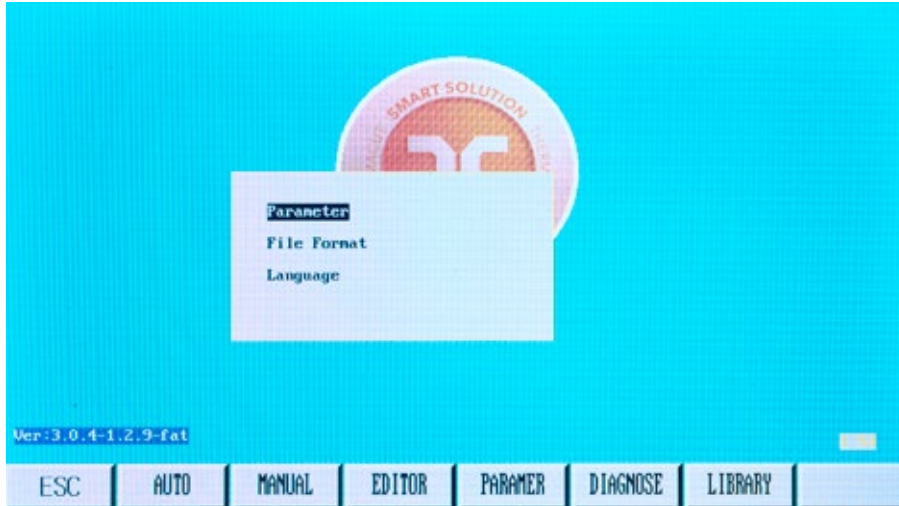 SMART SOLUTION
Parameter
File Format
Language
Ver:3.0.4-1.2.9-fat
ESC AUTO MANUAL EDITOR PARAMER DIAGNOSE LIBRARY